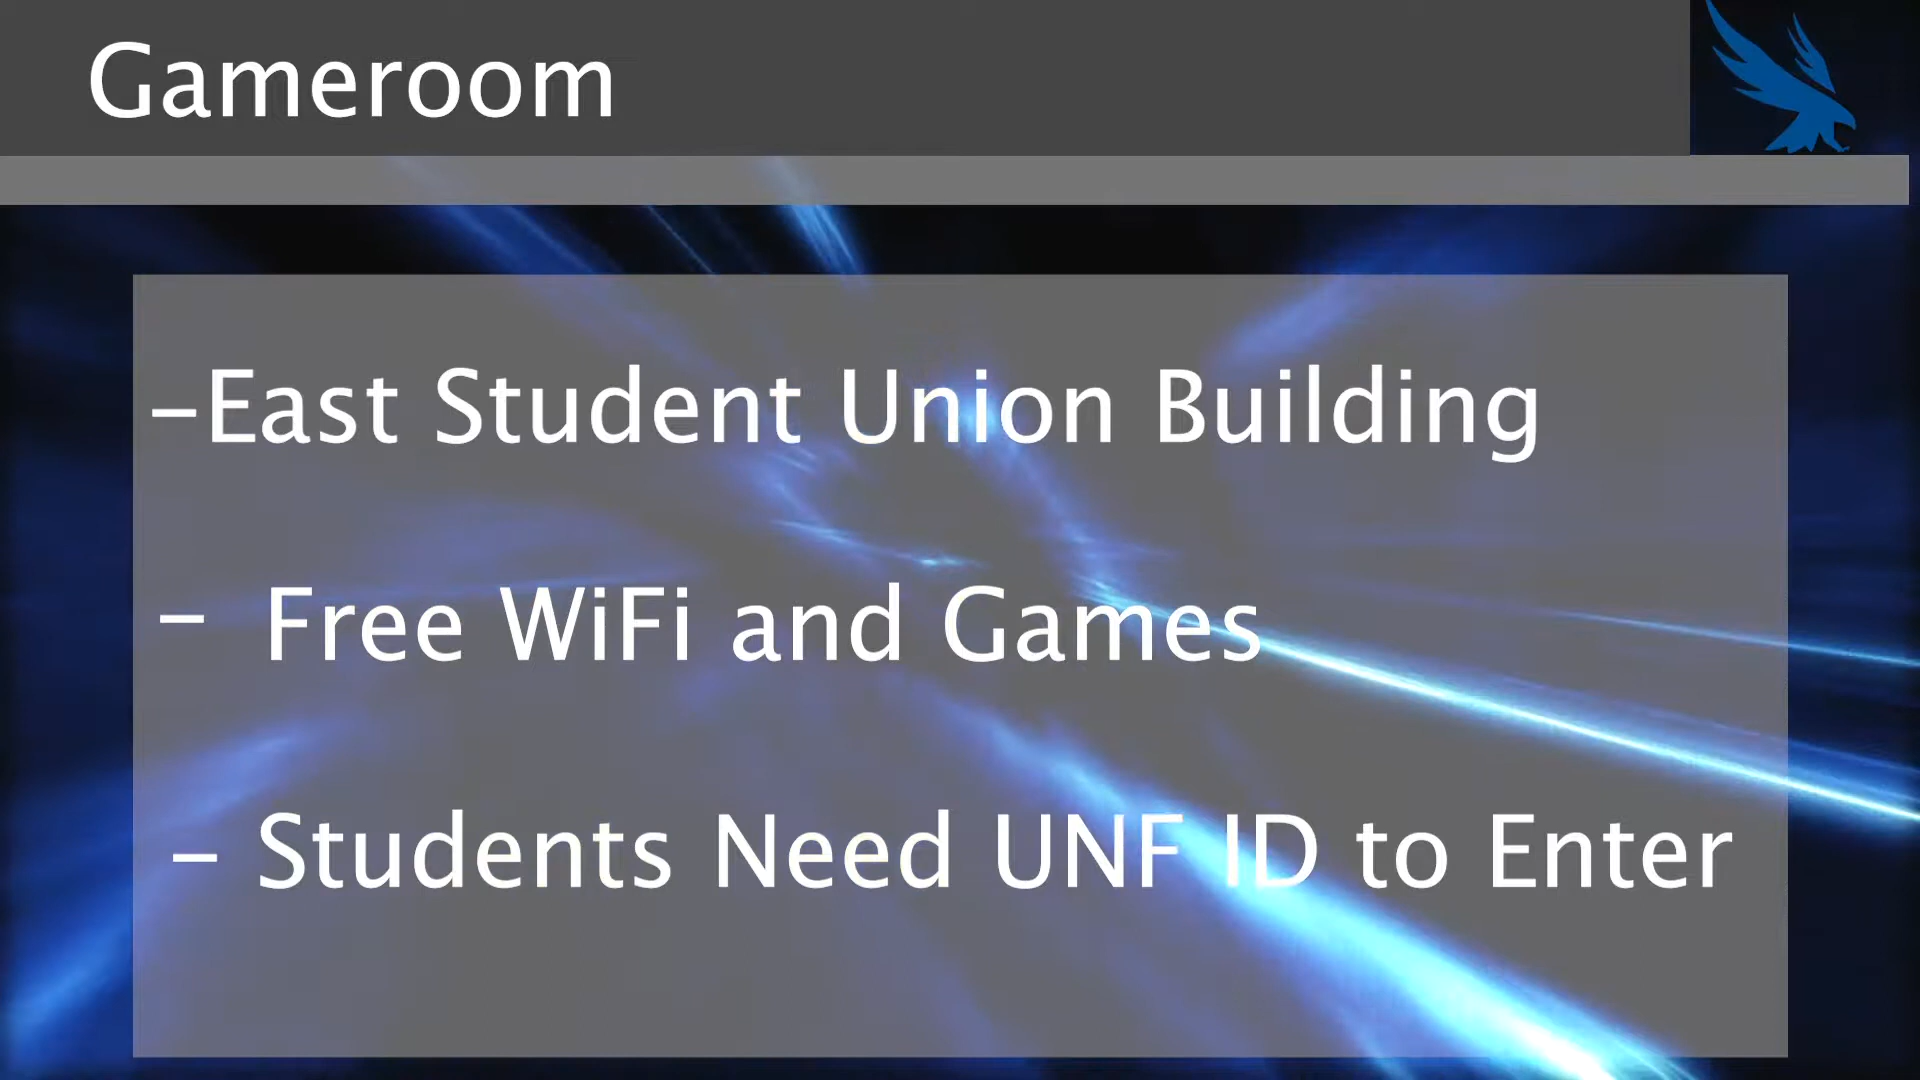 Gameroom
-East Student Union Building
- Free WiFi and Games
- Students Need UNF ID to Enter